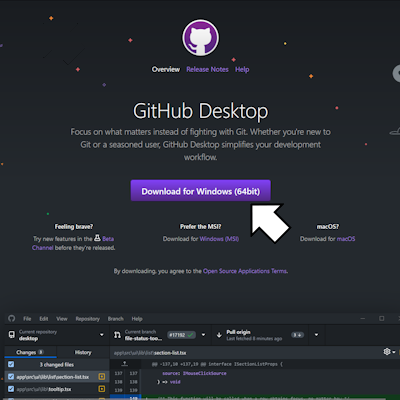 Overview Release Notes Help
GitHub Desktop
Focus on what matters instead of fighting with Git. Whether you're new to
Git or a seasoned user, GitHub Desktop simplifies your development
workflow.
Download for Windows (64bit)
Feeling brave?
Try new features in the Beta
Channel before they're released.
Prefer the MSI?
Download for Windows (MSI)
macOS?
Download for macOS
By downloading, you agree to the Open Source Applications Terms.
File Edit View Repository Branch Help
Current repository
desktop
Current branch
file-status-too... #17192
Pull origin
Last fetched 8 minutes ago
Changes
History
app\src\ui\lib\list\section-list.tsx
3 changed files
@@ -137,10 +137,19 @@ interface ISectionListProps {
app\src\ui\lib\list\section-list.tsx
137 137 source: IMouseClickSource
138 138 ) => void
app\src\ui\lib\tooltip.tsx